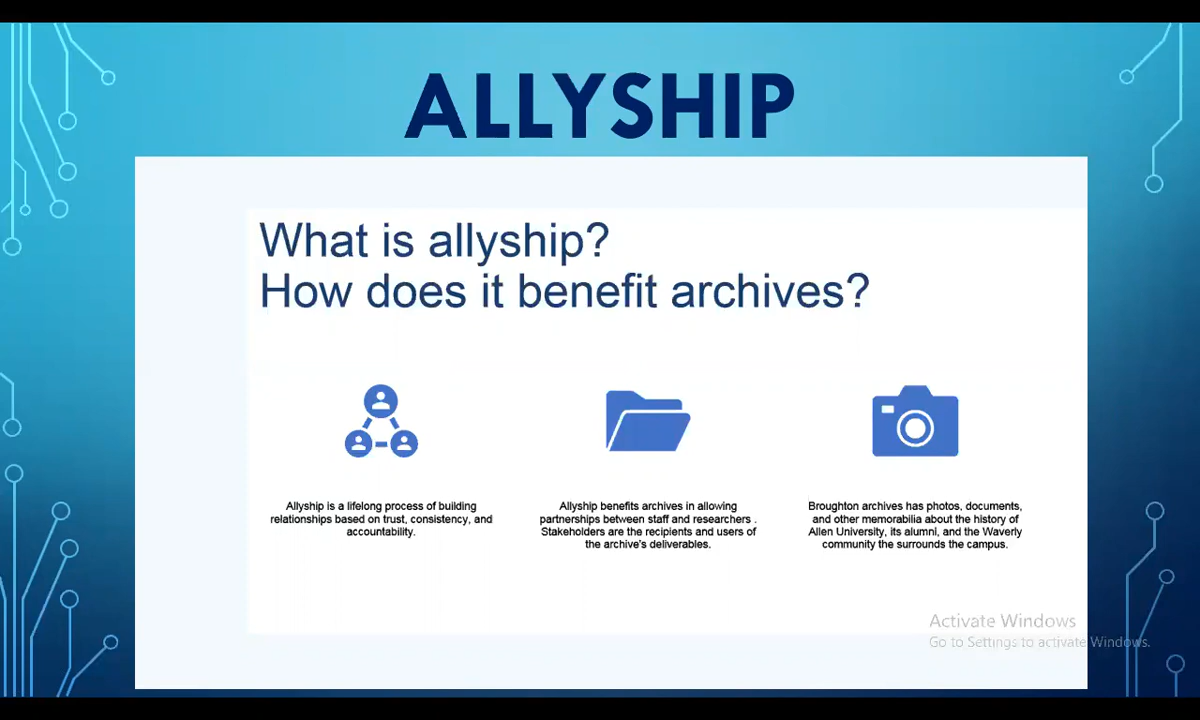 ALLYSHIP
What is allyship?
How does it benefit archives?
Allyship is a lifelong process of building
relationships based on trust, consistency, and
accountability.
Allyship benefits archives in allowing
partnerships between staff and researchers .
Stakeholders are the recipients and users of
the archive's deliverables.
Broughton archives has photos, documents,
and other memorabilia about the history of
Allen University, its alumni, and the Waverly
community the surrounds the campus.
Activate Windows
Go to Settings to activate Windows.